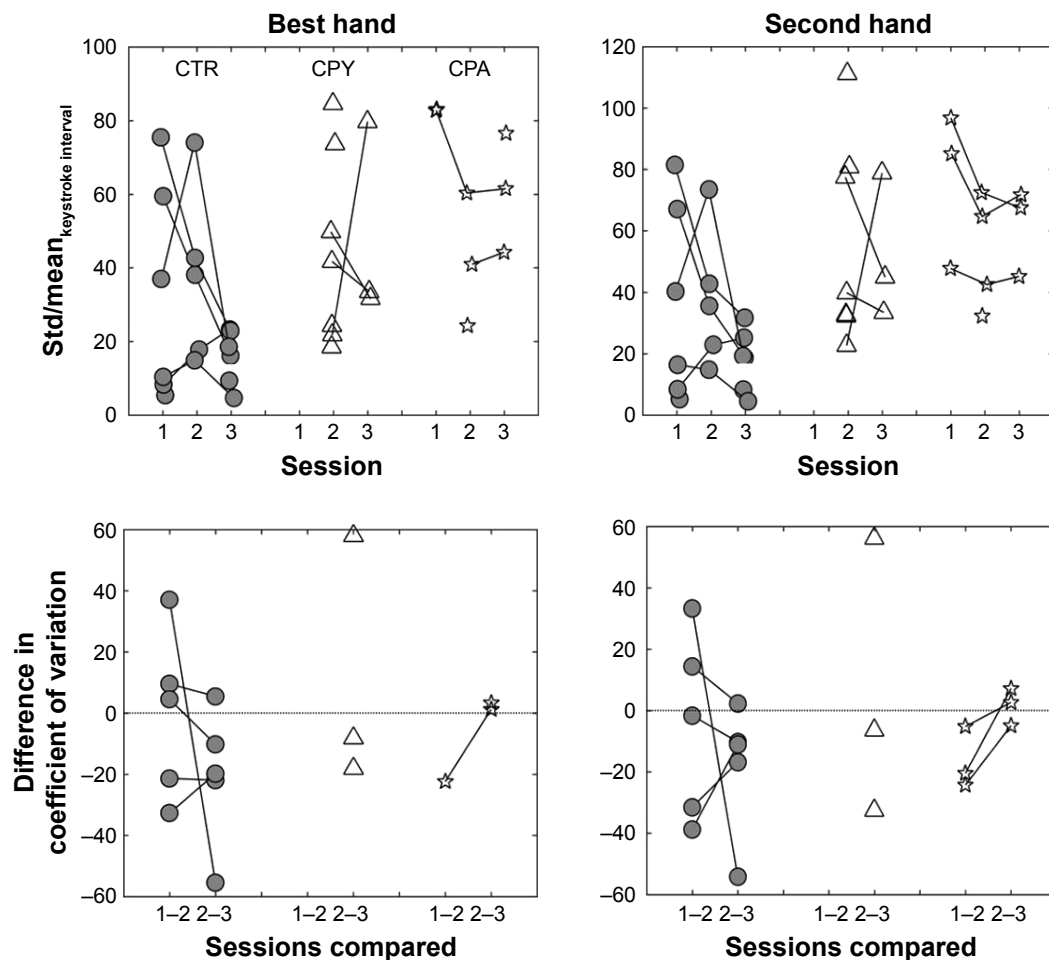 Best hand
Second hand
100
80
60
40
20
0
CTR
CPY
CPA
Std/mean keystroke interval
1 2 3 1 2 3 1 2 3
Session
120
100
80
60
40
20
0
1 2 3 1 2 3 1 2 3
Session
60
40
20
0
–20
–40
–60
Difference in
coefficient of variation
1–2 2–3 1–2 2–3 1–2 2–3
Sessions compared
60
40
20
0
–20
–40
–60
1–2 2–3 1–2 2–3 1–2 2–3
Sessions compared